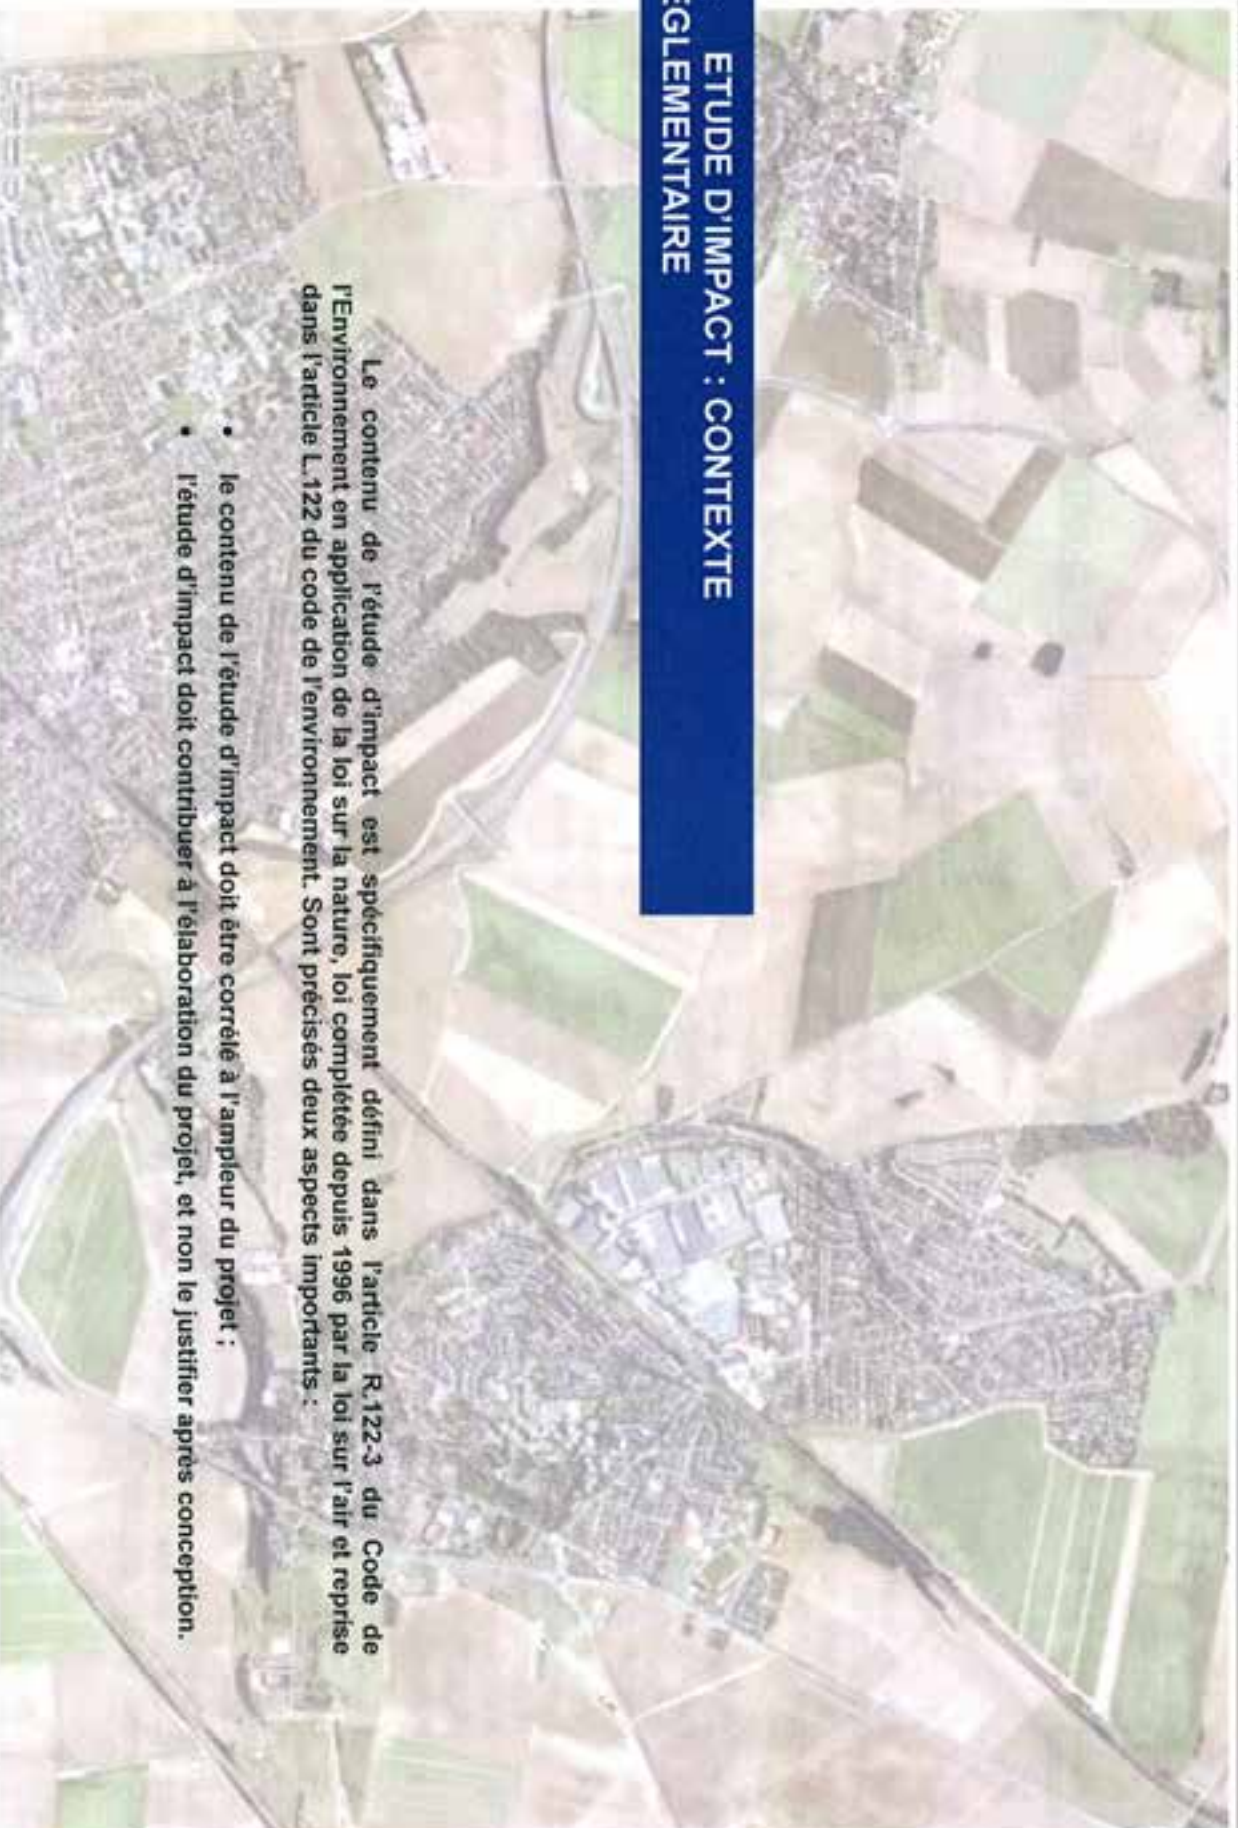 ETUDE D'IMPACT : CONTEXTE
EGLEMENTAIRE
Le contenu de l'étude d'impact est spécifiquement défini dans l'article R.122-3 du Code de
l'Environnement en application de la loi sur la nature, loi complétée depuis 1996 par la loi sur l'air et reprise
dans l'article L.122 du code de l'environnement. Sont précisés deux aspects importants :
• le contenu de l'étude d'impact doit être corrélé à l'ampleur du projet ;
• l'étude d'impact doit contribuer à l'élaboration du projet, et non le justifier après conception.